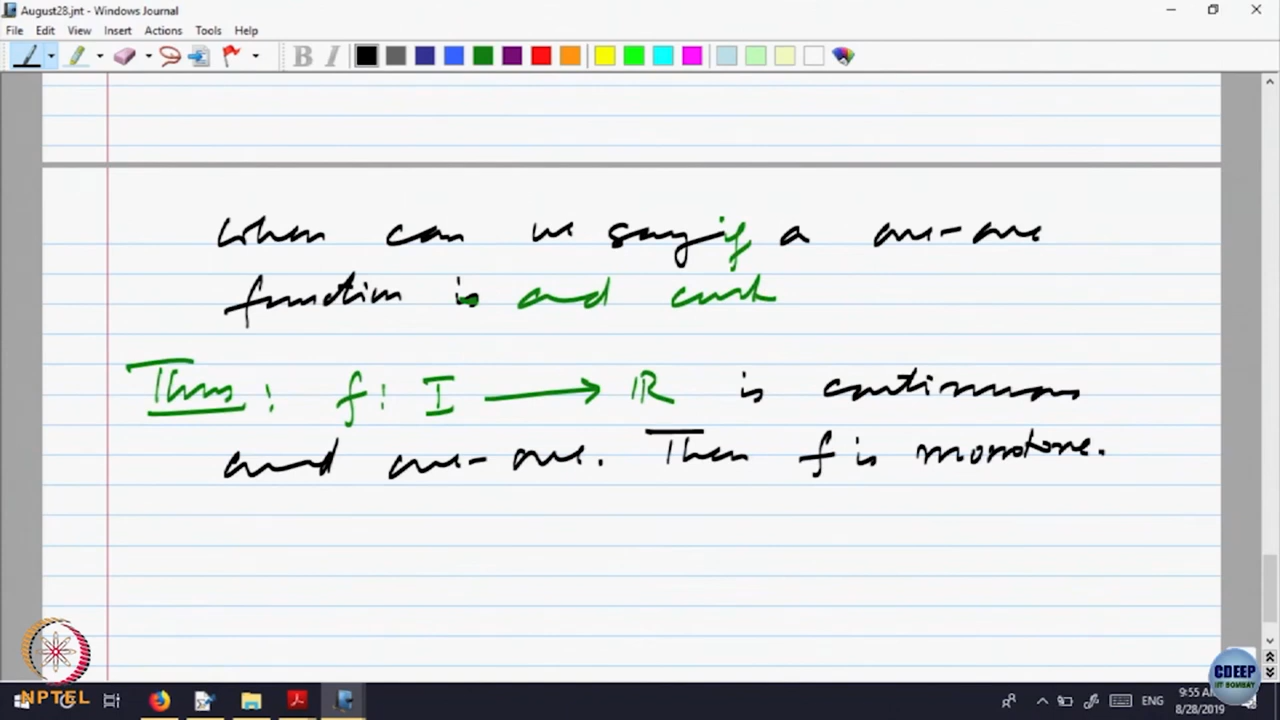 August28.jnt - Windows Journal
File Edit View Insert Actions Tools Help
B I
when can we say if a one-one
function is and cont
Thm: f: I → ℝ is continuous
and one-one. Then f is monotone.
NPTEL
CDEEP
IIT BOMBAY
ENG
9:55 A
8/28/2019